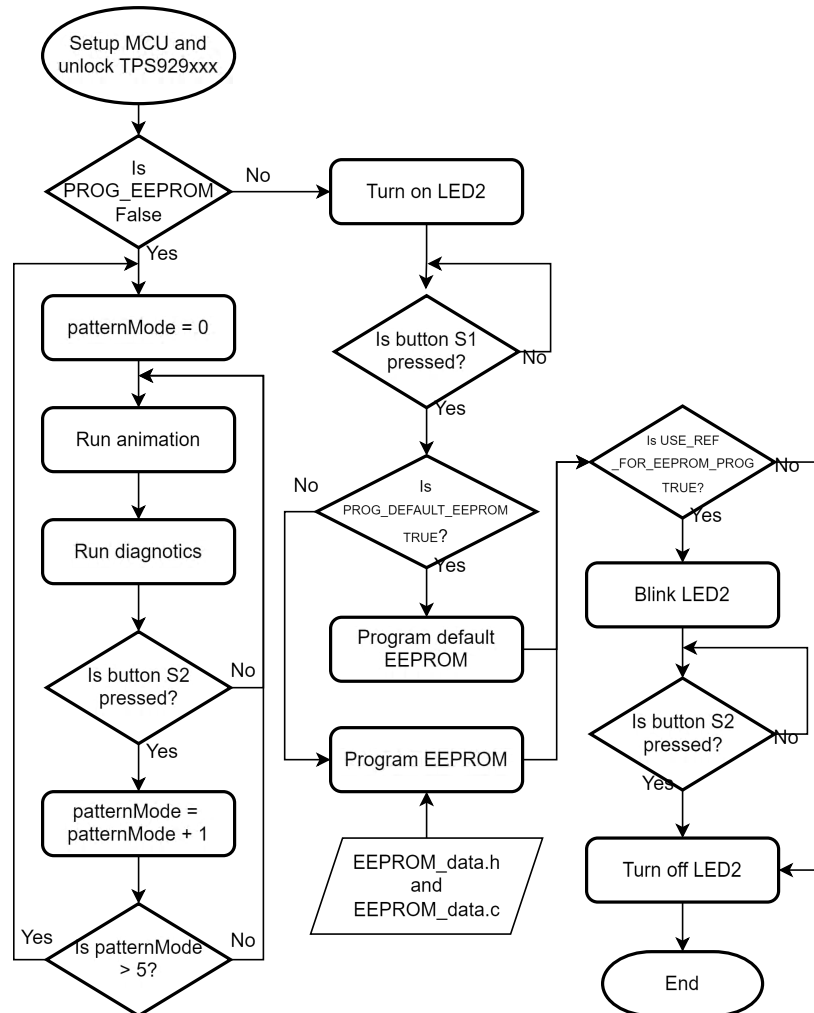 Setup MCU and
unlock TPS929xxx
Is
PROG_EEPROM
False
No
Yes
Turn on LED2
patternMode = 0
Is button S1
pressed?
No
Yes
Run animation
Is USE_REF
_FOR_EEPROM_PROG
TRUE?
No
Yes
No
Is
PROG_DEFAULT_EEPROM
TRUE?
Yes
Run diagnotics
Blink LED2
Program default
EEPROM
Is button S2
pressed?
No
Yes
Is button S2
pressed?
No
Yes
Program EEPROM
patternMode =
patternMode + 1
EEPROM_data.h
and
EEPROM_data.c
Turn off LED2
Yes
Is patternMode
> 5?
No
End